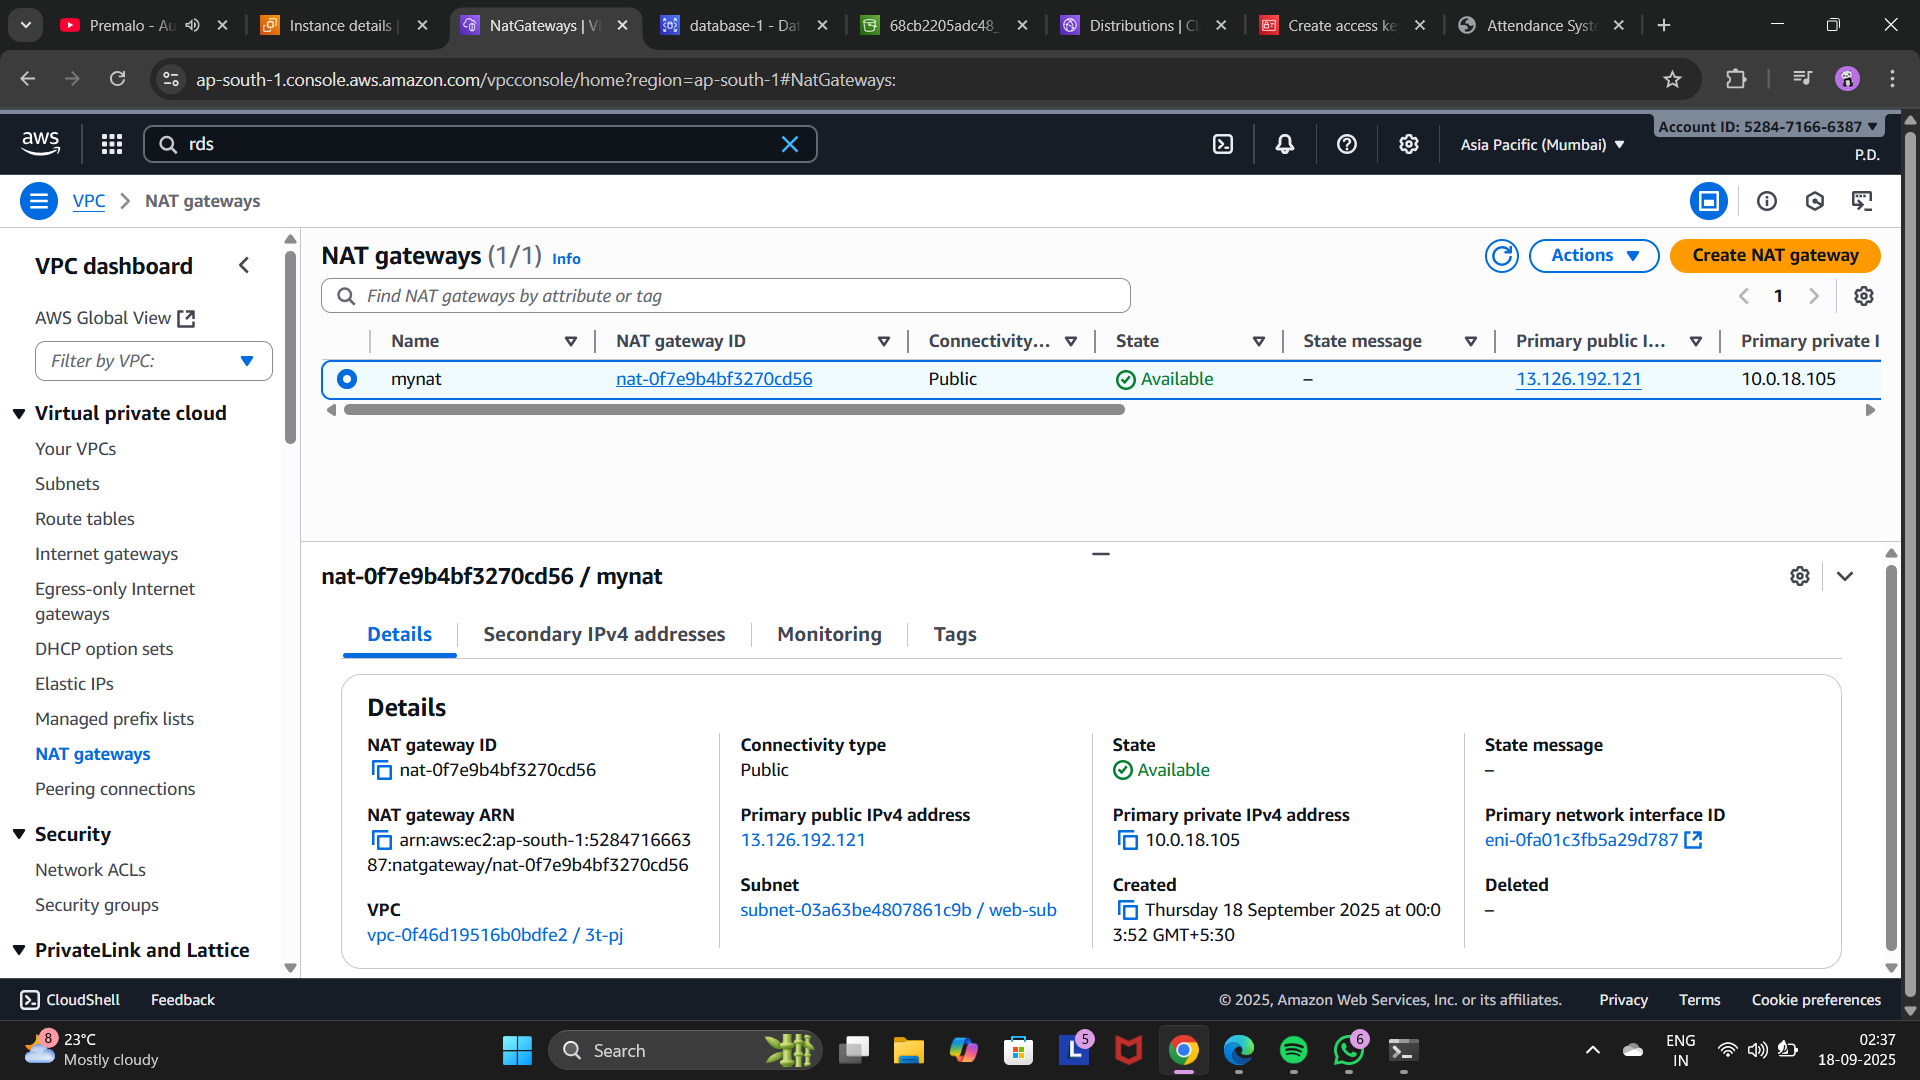 Premalo - Au
Instance details |
NatGateways | V
database-1 - Dat
68cb2205adc48_
Distributions | Cl
Create access ke
Attendance Syst
ap-south-1.console.aws.amazon.com/vpcconsole/home?region=ap-south-1#NatGateways:
aws
rds
Asia Pacific (Mumbai)
Account ID: 5284-7166-6387
P.D.
VPC
NAT gateways
VPC dashboard
AWS Global View
Filter by VPC:
Virtual private cloud
Your VPCs
Subnets
Route tables
Internet gateways
Egress-only Internet
gateways
DHCP option sets
Elastic IPs
Managed prefix lists
NAT gateways
Peering connections
Security
Network ACLs
Security groups
PrivateLink and Lattice
NAT gateways (1/1) Info
Actions
Create NAT gateway
Find NAT gateways by attribute or tag
1
Name NAT gateway ID Connectivity... State State message Primary public I... Primary private I
mynat nat-0f7e9b4bf3270cd56 Public Available – 13.126.192.121 10.0.18.105
nat-0f7e9b4bf3270cd56 / mynat
Details Secondary IPv4 addresses Monitoring Tags
Details
NAT gateway ID
nat-0f7e9b4bf3270cd56
NAT gateway ARN
arn:aws:ec2:ap-south-1:5284716663
87:natgateway/nat-0f7e9b4bf3270cd56
VPC
vpc-0f46d19516b0bdfe2 / 3t-pj
Connectivity type
Public
Primary public IPv4 address
13.126.192.121
Subnet
subnet-03a63be4807861c9b / web-sub
State
Available
Primary private IPv4 address
10.0.18.105
Created
Thursday 18 September 2025 at 00:0
3:52 GMT+5:30
State message
–
Primary network interface ID
eni-0fa01c3fb5a29d787
Deleted
–
CloudShell
Feedback
© 2025, Amazon Web Services, Inc. or its affiliates.
Privacy
Terms
Cookie preferences
8
23°C
Mostly cloudy
Search
L
5
6
ENG
IN
02:37
18-09-2025